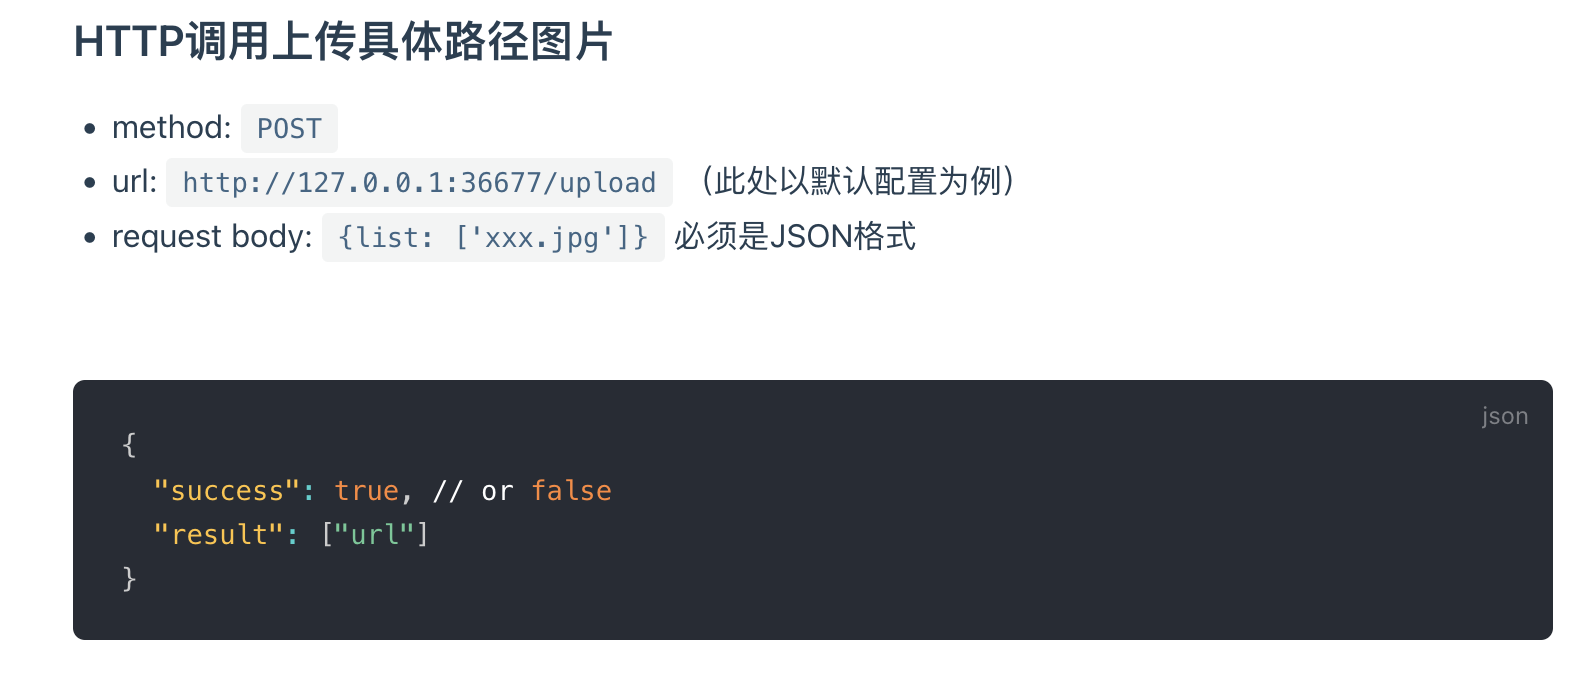 HTTP调用上传具体路径图片
method: POST
url: http://127.0.0.1:36677/upload （此处以默认配置为例）
request body: {list: ['xxx.jpg']} 必须是JSON格式
json
{
"success": true, // or false
"result": ["url"]
}